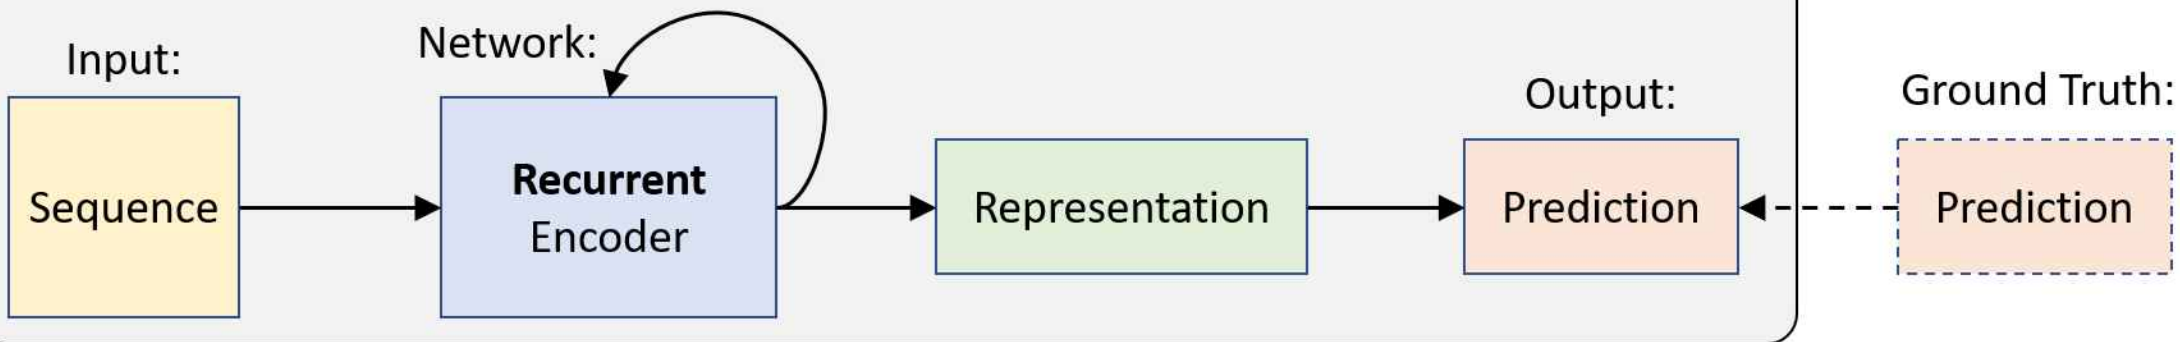 Input:
Network:
Output:
Ground Truth:
Sequence
Recurrent
Encoder
Representation
Prediction
Prediction